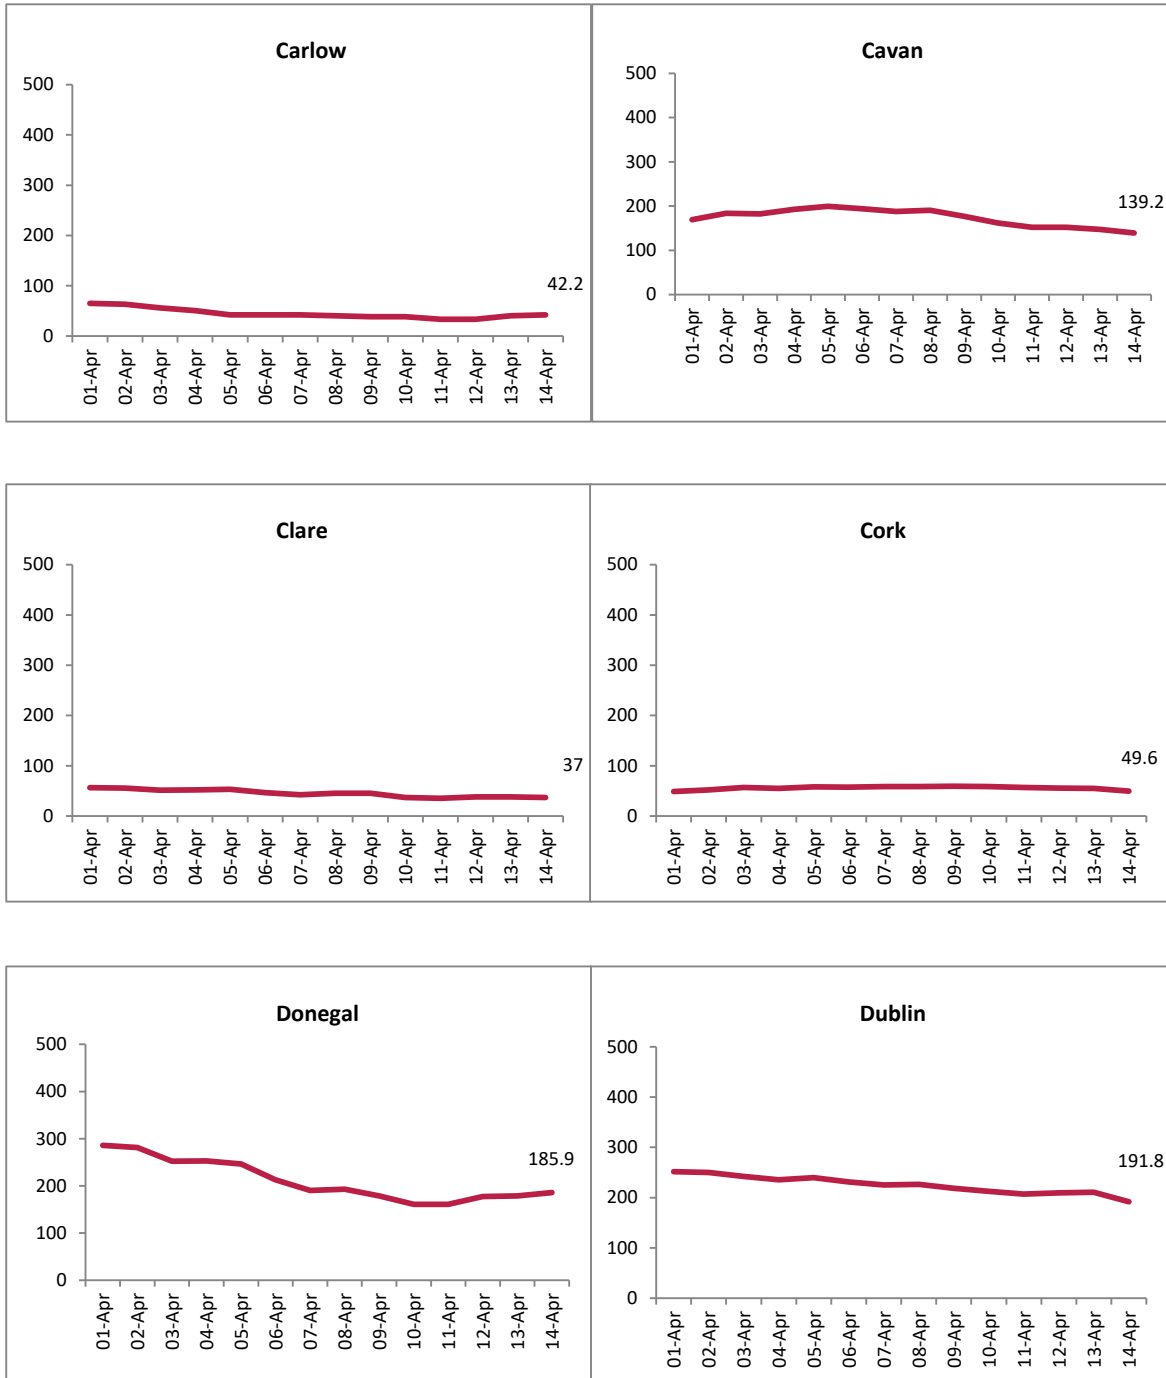 Carlow
500
400
300
200
100
0
42.2
01-Apr
02-Apr
03-Apr
04-Apr
05-Apr
06-Apr
07-Apr
08-Apr
09-Apr
10-Apr
11-Apr
12-Apr
13-Apr
14-Apr
Cavan
500
400
300
200
100
0
139.2
01-Apr
02-Apr
03-Apr
04-Apr
05-Apr
06-Apr
07-Apr
08-Apr
09-Apr
10-Apr
11-Apr
12-Apr
13-Apr
14-Apr
Clare
500
400
300
200
100
0
37
01-Apr
02-Apr
03-Apr
04-Apr
05-Apr
06-Apr
07-Apr
08-Apr
09-Apr
10-Apr
11-Apr
12-Apr
13-Apr
14-Apr
Cork
500
400
300
200
100
0
49.6
01-Apr
02-Apr
03-Apr
04-Apr
05-Apr
06-Apr
07-Apr
08-Apr
09-Apr
10-Apr
11-Apr
12-Apr
13-Apr
14-Apr
Donegal
500
400
300
200
100
0
185.9
01-Apr
02-Apr
03-Apr
04-Apr
05-Apr
06-Apr
07-Apr
08-Apr
09-Apr
10-Apr
11-Apr
12-Apr
13-Apr
14-Apr
Dublin
500
400
300
200
100
0
191.8
01-Apr
02-Apr
03-Apr
04-Apr
05-Apr
06-Apr
07-Apr
08-Apr
09-Apr
10-Apr
11-Apr
12-Apr
13-Apr
14-Apr